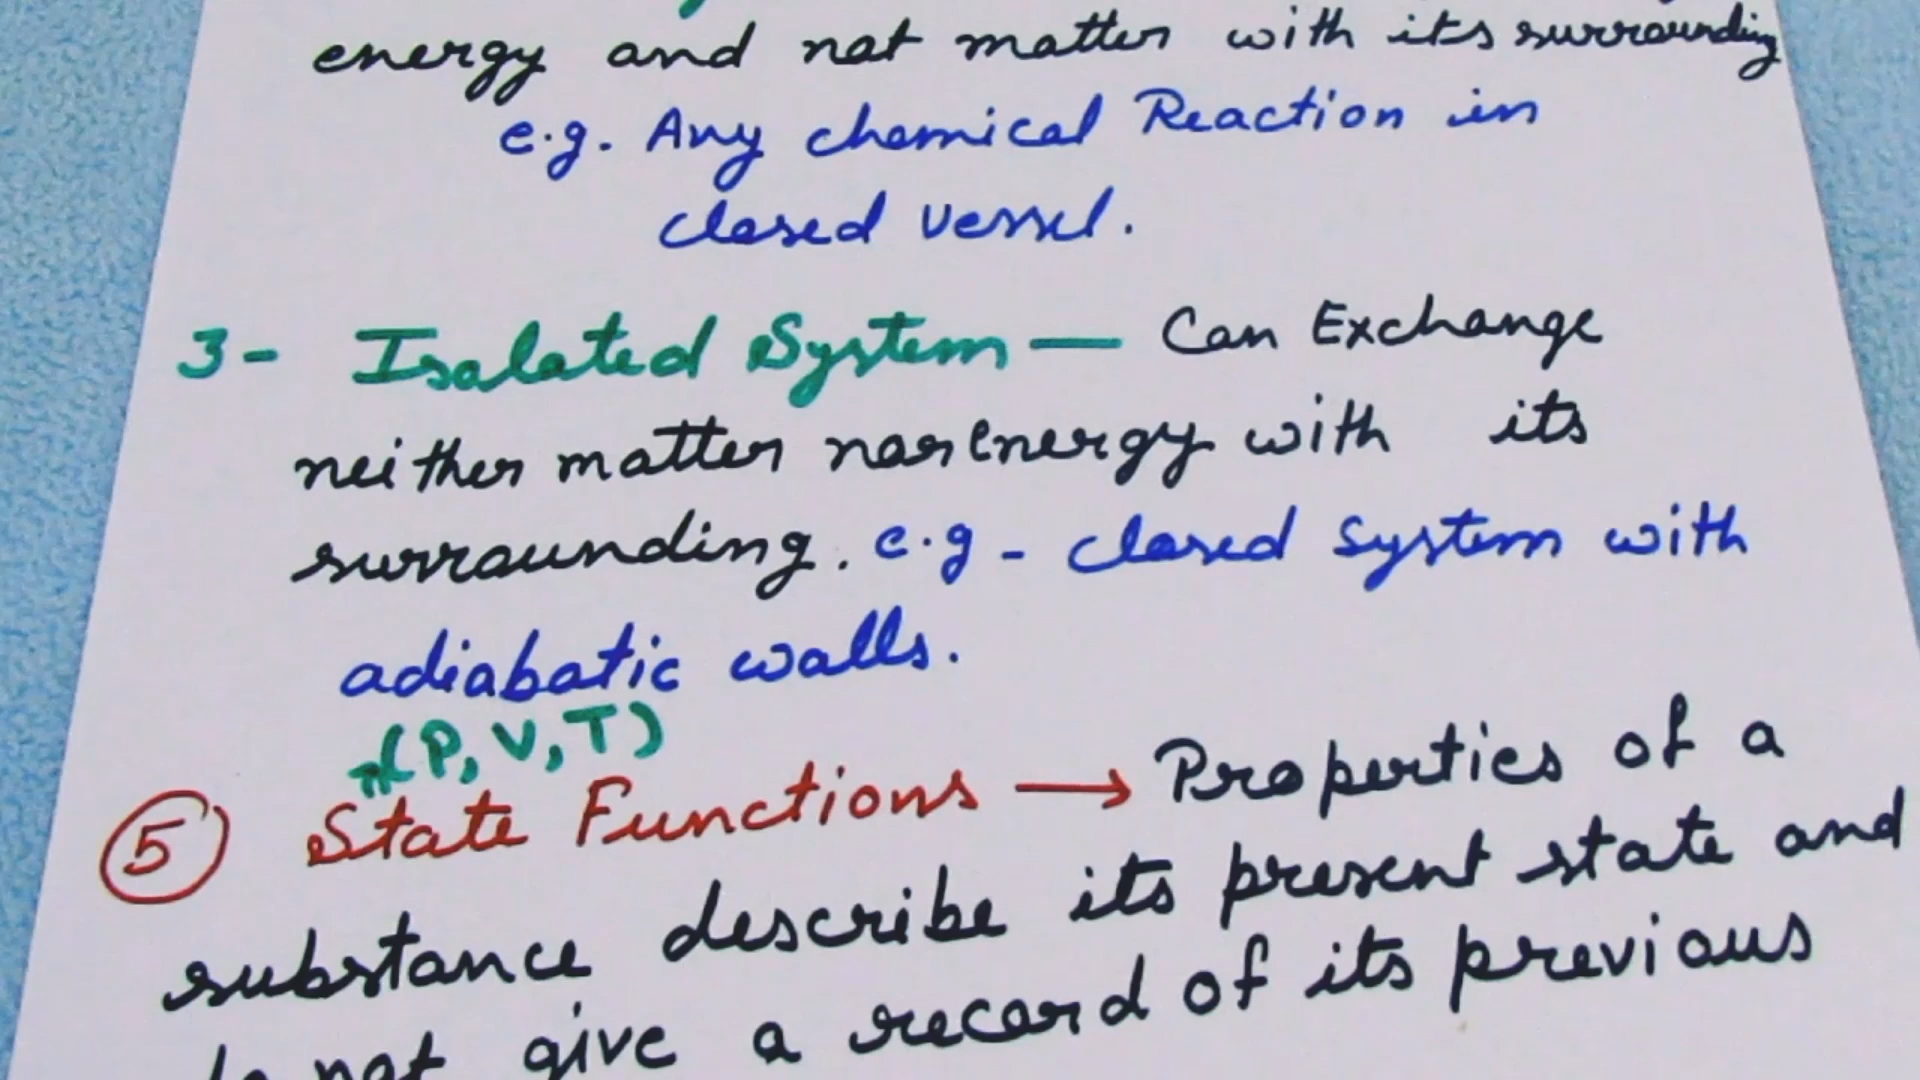 energy and not matter with its surrounding
e.g. Any chemical Reaction in
closed vessel.
3- Isolated System — Can Exchange
neither matter nor Energy with its
surrounding. e.g - closed System with
adiabatic walls.
(P, V, T)
5 State Functions → Properties of a
substance describe its present state and
do not give a record of its previous